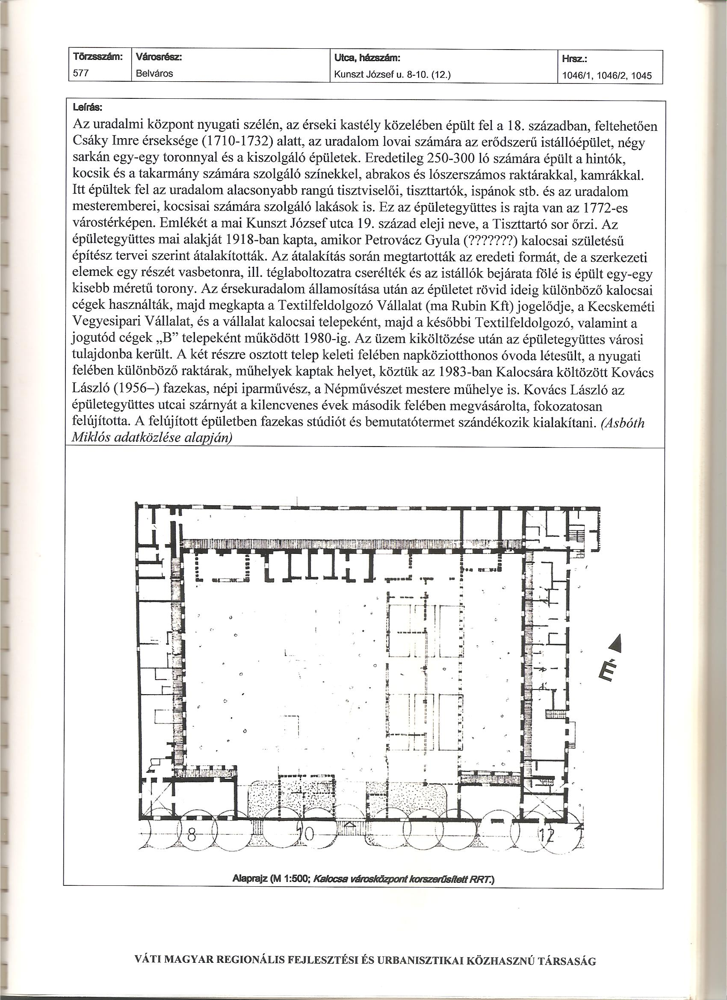 Törzsszám:
577
Városrész:
Belváros
Utca, házszám:
Kunszt József u. 8-10. (12.)
Hrsz.:
1046/1, 1046/2, 1045
Leírás:
Az uradalmi központ nyugati szélén, az érseki kastély közelében épült fel a 18. században, feltehetően
Csáky Imre érseksége (1710-1732) alatt, az uradalom lovai számára az erődszerű istállóépület, négy
sarkán egy-egy toronnyal és a kiszolgáló épületek. Eredetileg 250-300 ló számára épült a hintók,
kocsik és a takarmány számára szolgáló színekkel, abrakos és lószerszámos raktárakkal, kamrákkal.
Itt épültek fel az uradalom alacsonyabb rangú tisztviselői, tiszttartók, ispánok stb. és az uradalom
mesteremberei, kocsisai számára szolgáló lakások is. Ez az épületegyüttes is rajta van az 1772-es
várostérképen. Emlékét a mai Kunszt József utca 19. század eleji neve, a Tiszttartó sor őrzi. Az
épületegyüttes mai alakját 1918-ban kapta, amikor Petrovácz Gyula (???????) kalocsai születésű
építész tervei szerint átalakították. Az átalakítás során megtartották az eredeti formát, de a szerkezeti
elemek egy részét vasbetonra, ill. téglaboltozatra cserélték és az istállók bejárata fölé is épült egy-egy
kisebb méretű torony. Az érsekuradalom államosítása után az épületet rövid ideig különböző kalocsai
cégek használták, majd megkapta a Textilfeldolgozó Vállalat (ma Rubin Kft) jogelődje, a Kecskeméti
Vegyesipari Vállalat, és a vállalat kalocsai telepeként, majd a későbbi Textilfeldolgozó, valamint a
jogutód cégek „B” telepeként működött 1980-ig. Az üzem kiköltözése után az épületegyüttes városi
tulajdonba került. A két részre osztott telep keleti felében napköziotthonos óvoda létesült, a nyugati
felében különböző raktárak, műhelyek kaptak helyet, köztük az 1983-ban Kalocsára költözött Kovács
László (1956–) fazekas, népi iparművész, a Népművészet mestere műhelye is. Kovács László az
épületegyüttes utcai szárnyát a kilencvenes évek második felében megvásárolta, fokozatosan
felújította. A felújított épületben fazekas stúdiót és bemutatótermet szándékozik kialakítani. (Asbóth
Miklós adatközlése alapján)
É
8
10
12
Alaprajz (M 1:500; Kalocsa városközpont korszerűsített RRT.)
VÁTI MAGYAR REGIONÁLIS FEJLESZTÉSI ÉS URBANISZTIKAI KÖZHASZNÚ TÁRSASÁG